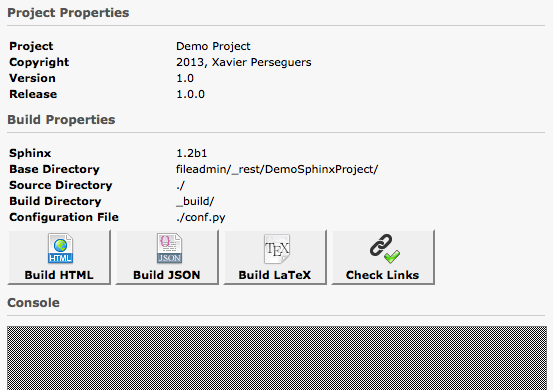 Project Properties
Project Demo Project
Copyright 2013, Xavier Perseguers
Version 1.0
Release 1.0.0
Build Properties
Sphinx 1.2b1
Base Directory fileadmin/_rest/DemoSphinxProject/
Source Directory ./
Build Directory _build/
Configuration File ./conf.py
HTML JSON TEX
Build HTML Build JSON Build LaTeX Check Links
Console